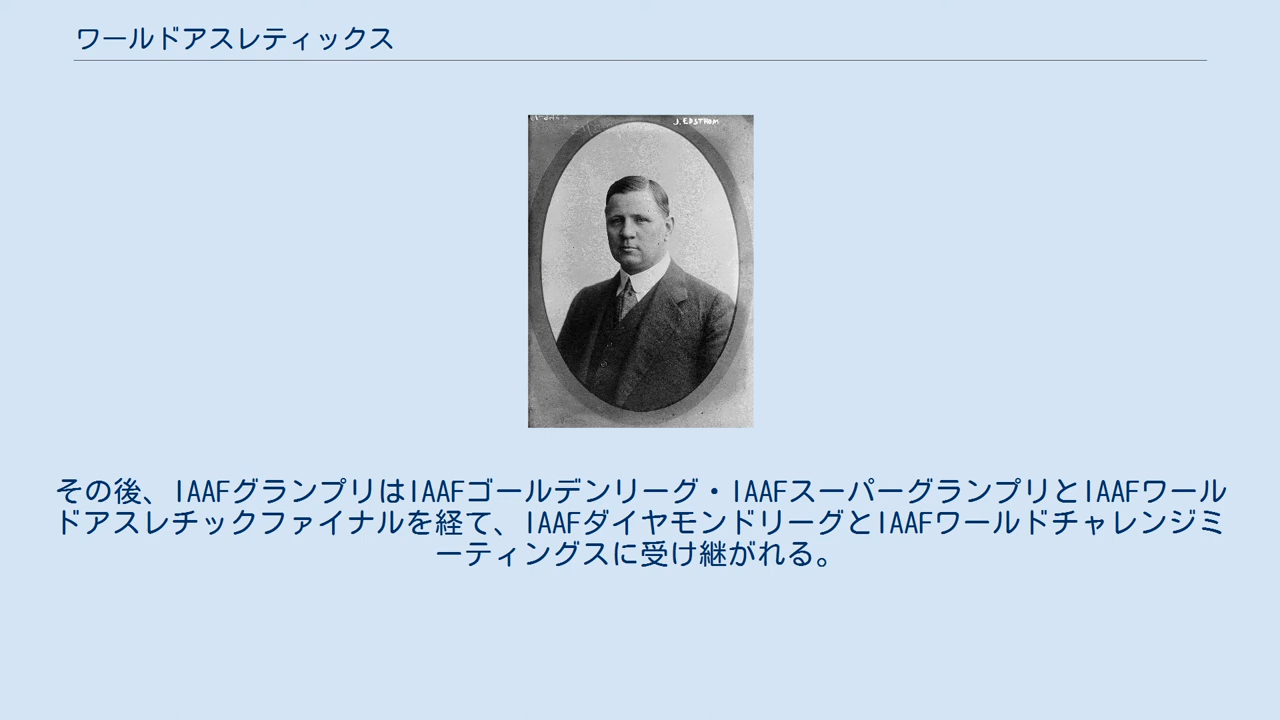 ワールドアスレティックス
J. EDSTROM
その後、IAAFグランプリはIAAFゴールデンリーグ・IAAFスーパーグランプリとIAAFワール
ドアスレチックファイナルを経て、IAAFダイヤモンドリーグとIAAFワールドチャレンジミ
ーティングスに受け継がれる。